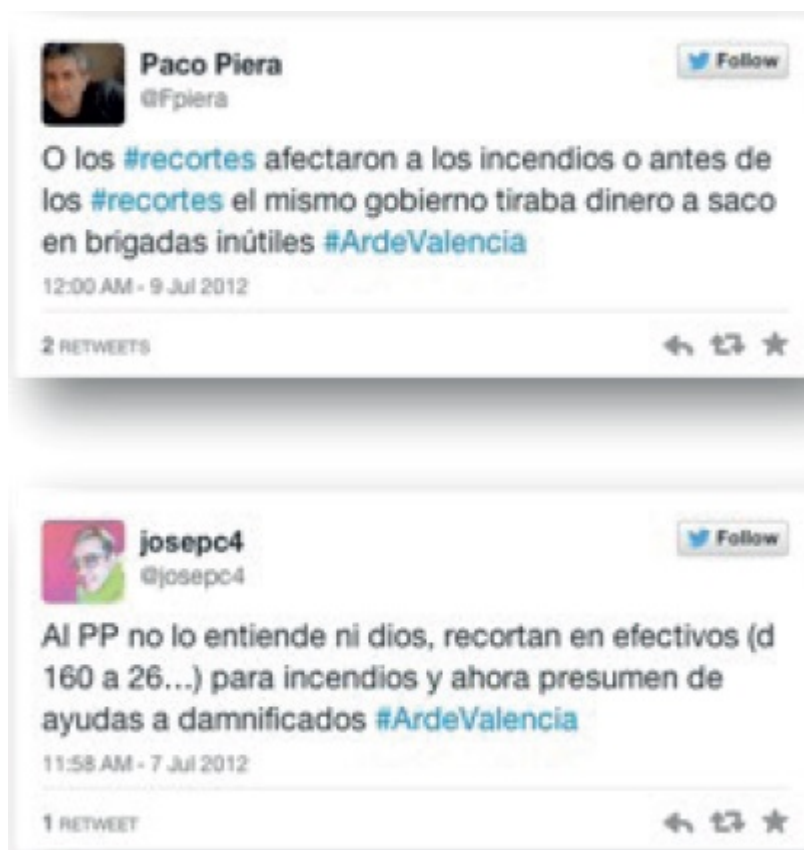 Paco Piera
Follow
@Fpiera
O los #recortes afectaron a los incendios o antes de
los #recortes el mismo gobierno tiraba dinero a saco
en brigadas inútiles #ArdeValencia
12:00 AM - 9 Jul 2012
2 RETWEETS
josepc4
Follow
@josepc4
Al PP no lo entiende ni dios, recortan en efectivos (d
160 a 26...) para incendios y ahora presumen de
ayudas a damnificados #ArdeValencia
11:58 AM - 7 Jul 2012
1 RETWEET